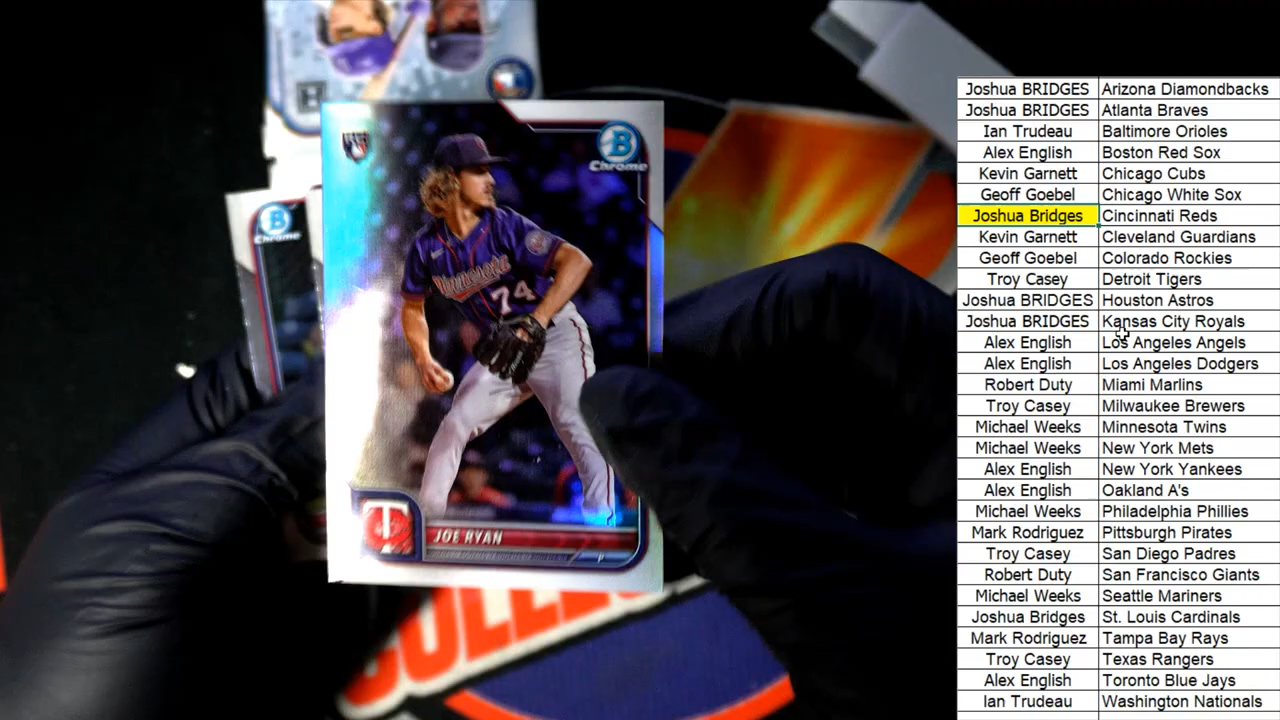 B
Chrome
B
Chrome
Minnesota
74
T
JOE RYAN
P
Joshua BRIDGES Arizona Diamondbacks
Joshua BRIDGES Atlanta Braves
Ian Trudeau Baltimore Orioles
Alex English Boston Red Sox
Kevin Garnett Chicago Cubs
Geoff Goebel Chicago White Sox
Joshua Bridges Cincinnati Reds
Kevin Garnett Cleveland Guardians
Geoff Goebel Colorado Rockies
Troy Casey Detroit Tigers
Joshua BRIDGES Houston Astros
Joshua BRIDGES Kansas City Royals
Alex English Los Angeles Angels
Alex English Los Angeles Dodgers
Robert Duty Miami Marlins
Troy Casey Milwaukee Brewers
Michael Weeks Minnesota Twins
Michael Weeks New York Mets
Alex English New York Yankees
Alex English Oakland A's
Michael Weeks Philadelphia Phillies
Mark Rodriguez Pittsburgh Pirates
Troy Casey San Diego Padres
Robert Duty San Francisco Giants
Michael Weeks Seattle Mariners
Joshua Bridges St. Louis Cardinals
Mark Rodriguez Tampa Bay Rays
Troy Casey Texas Rangers
Alex English Toronto Blue Jays
Ian Trudeau Washington Nationals